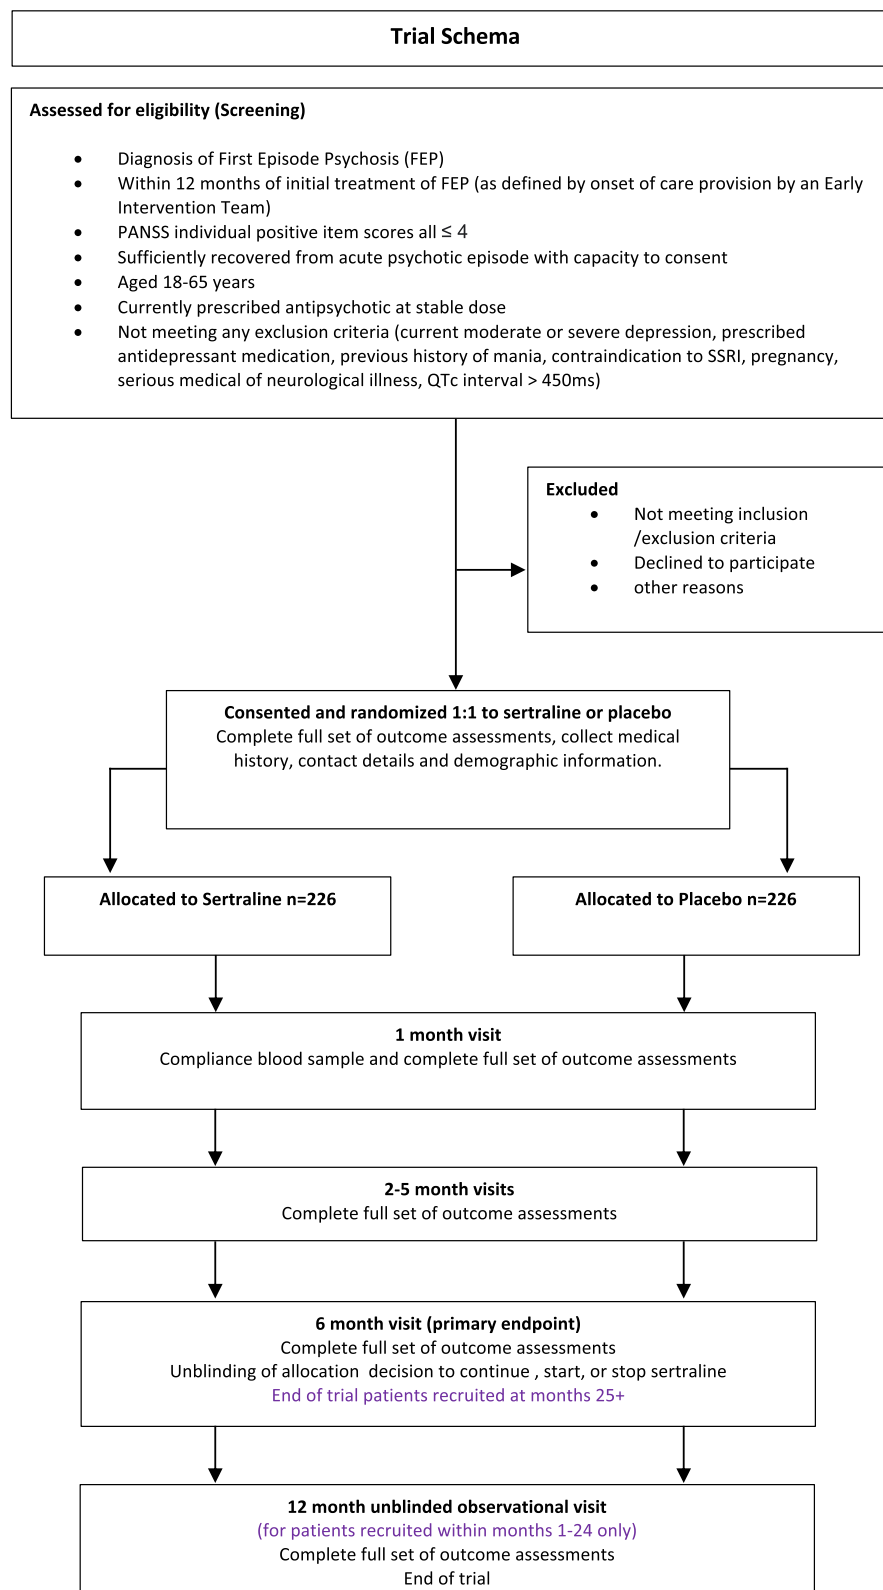 Trial Schema
Assessed for eligibility (Screening)
• Diagnosis of First Episode Psychosis (FEP)
• Within 12 months of initial treatment of FEP (as defined by onset of care provision by an Early
Intervention Team)
• PANSS individual positive item scores all ≤ 4
• Sufficiently recovered from acute psychotic episode with capacity to consent
• Aged 18-65 years
• Currently prescribed antipsychotic at stable dose
• Not meeting any exclusion criteria (current moderate or severe depression, prescribed
antidepressant medication, previous history of mania, contraindication to SSRI, pregnancy,
serious medical of neurological illness, QTc interval > 450ms)
Excluded
• Not meeting inclusion
/exclusion criteria
• Declined to participate
• other reasons
Consented and randomized 1:1 to sertraline or placebo
Complete full set of outcome assessments, collect medical
history, contact details and demographic information.
Allocated to Sertraline n=226
Allocated to Placebo n=226
1 month visit
Compliance blood sample and complete full set of outcome assessments
2-5 month visits
Complete full set of outcome assessments
6 month visit (primary endpoint)
Complete full set of outcome assessments
Unblinding of allocation decision to continue , start, or stop sertraline
End of trial patients recruited at months 25+
12 month unblinded observational visit
(for patients recruited within months 1-24 only)
Complete full set of outcome assessments
End of trial